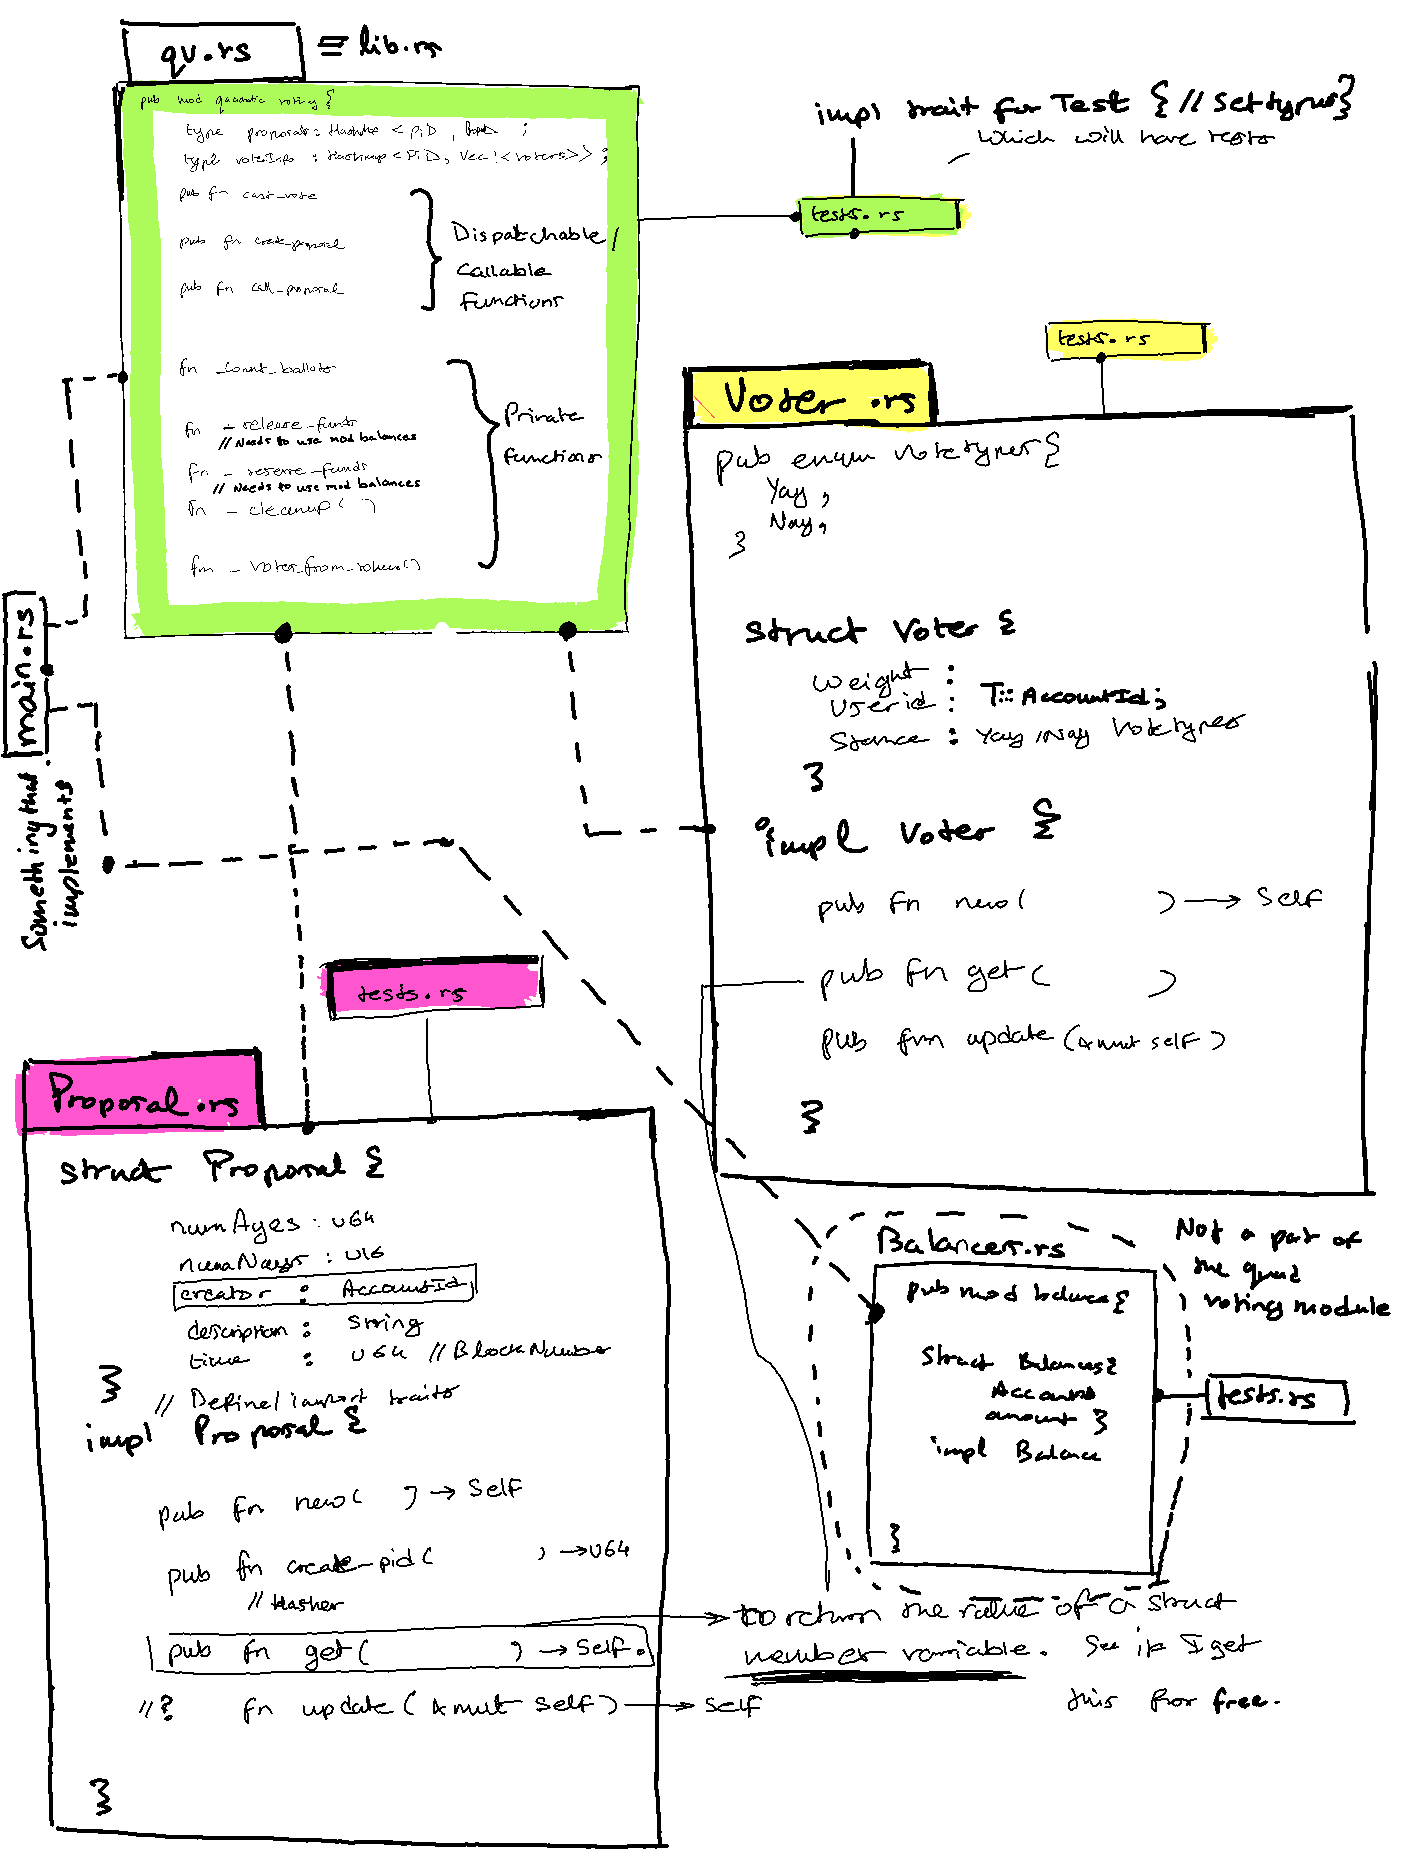 qv.rs ≡ lib.rs
pub mod quadratic voting {
type proposals : HashMap < PiD , ;
type voterInfo : Hashmap < PiD, Vec! <voters>> ;
pub fn cast_vote
pub fn create_proposal
pub fn call_proposal
Dispatchable /
Callable
Functions
fn _count_ballots
fn _ release _ funds
// Needs to use mod balances
fn _ reserve _ funds
// Needs to use mod balances
fn _ cleanup ( )
fn _ voter_from_
Private
functions
impl trait for Test { // Set types}
which will have tests
tests. rs
tests. rs
Voter .rs
pub enum Votetypes {
Yay ,
Nay,
}
struct Voter {
Weight :
Userid : T:: AccountId;
Stance : Yay /Nay Votetypes
}
impl Voter {
pub fn new ( ) → Self
pub fn get ( )
pub fn update (&mut self )
}
main.rs
Something that
implements
tests. rs
Proposal.rs
struct Proposal {
numAyes : u64
numNays : U16
creator : AccountId,
description : String
time : U64 // BlockNumber
}
// Define/import traits
impl Proposal {
pub fn new ( ) → Self
pub fn create_pid ( ) → U64
// Hasher
pub fn get ( ) → Self.
//? fn update ( &mut self ) → Self
}
Balances.rs
pub mod balances {
Struct Balances {
Account
amount }
impl Balance
}
Not a part of
the quad
voting module
tests.rs
to return the value of a struct
member variable. See if I get
this for free.